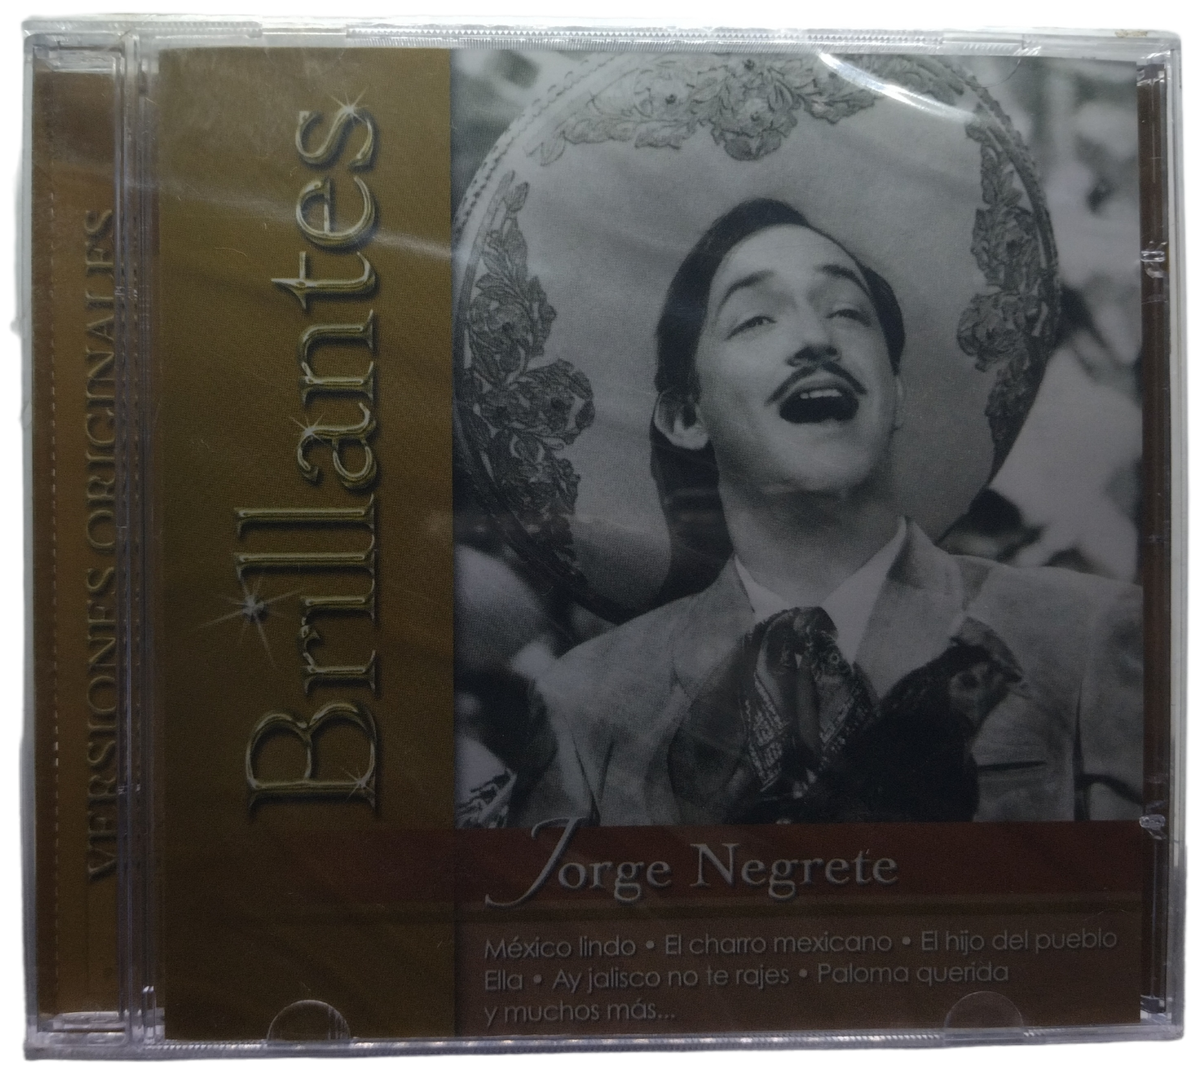 VERSIONES ORIGINALES
Brillantes
Jorge Negrete
México lindo • El charro mexicano • El hijo del pueblo
Ella • Ay jalisco no te rajes • Paloma querida
y muchos más...